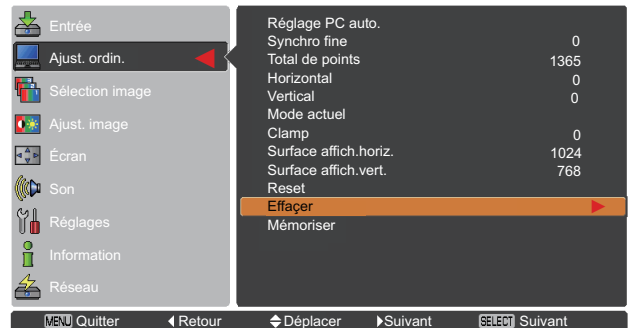 Entrée
Ajust. ordin.
Sélection image
Ajust. image
Écran
Son
Réglages
Information
Réseau
Réglage PC auto.
Synchro fine 0
Total de points 1365
Horizontal 0
Vertical 0
Mode actuel
Clamp 0
Surface affich.horiz. 1024
Surface affich.vert. 768
Reset
Effaçer
Mémoriser
MENU Quitter Retour Déplacer Suivant SELECT Suivant